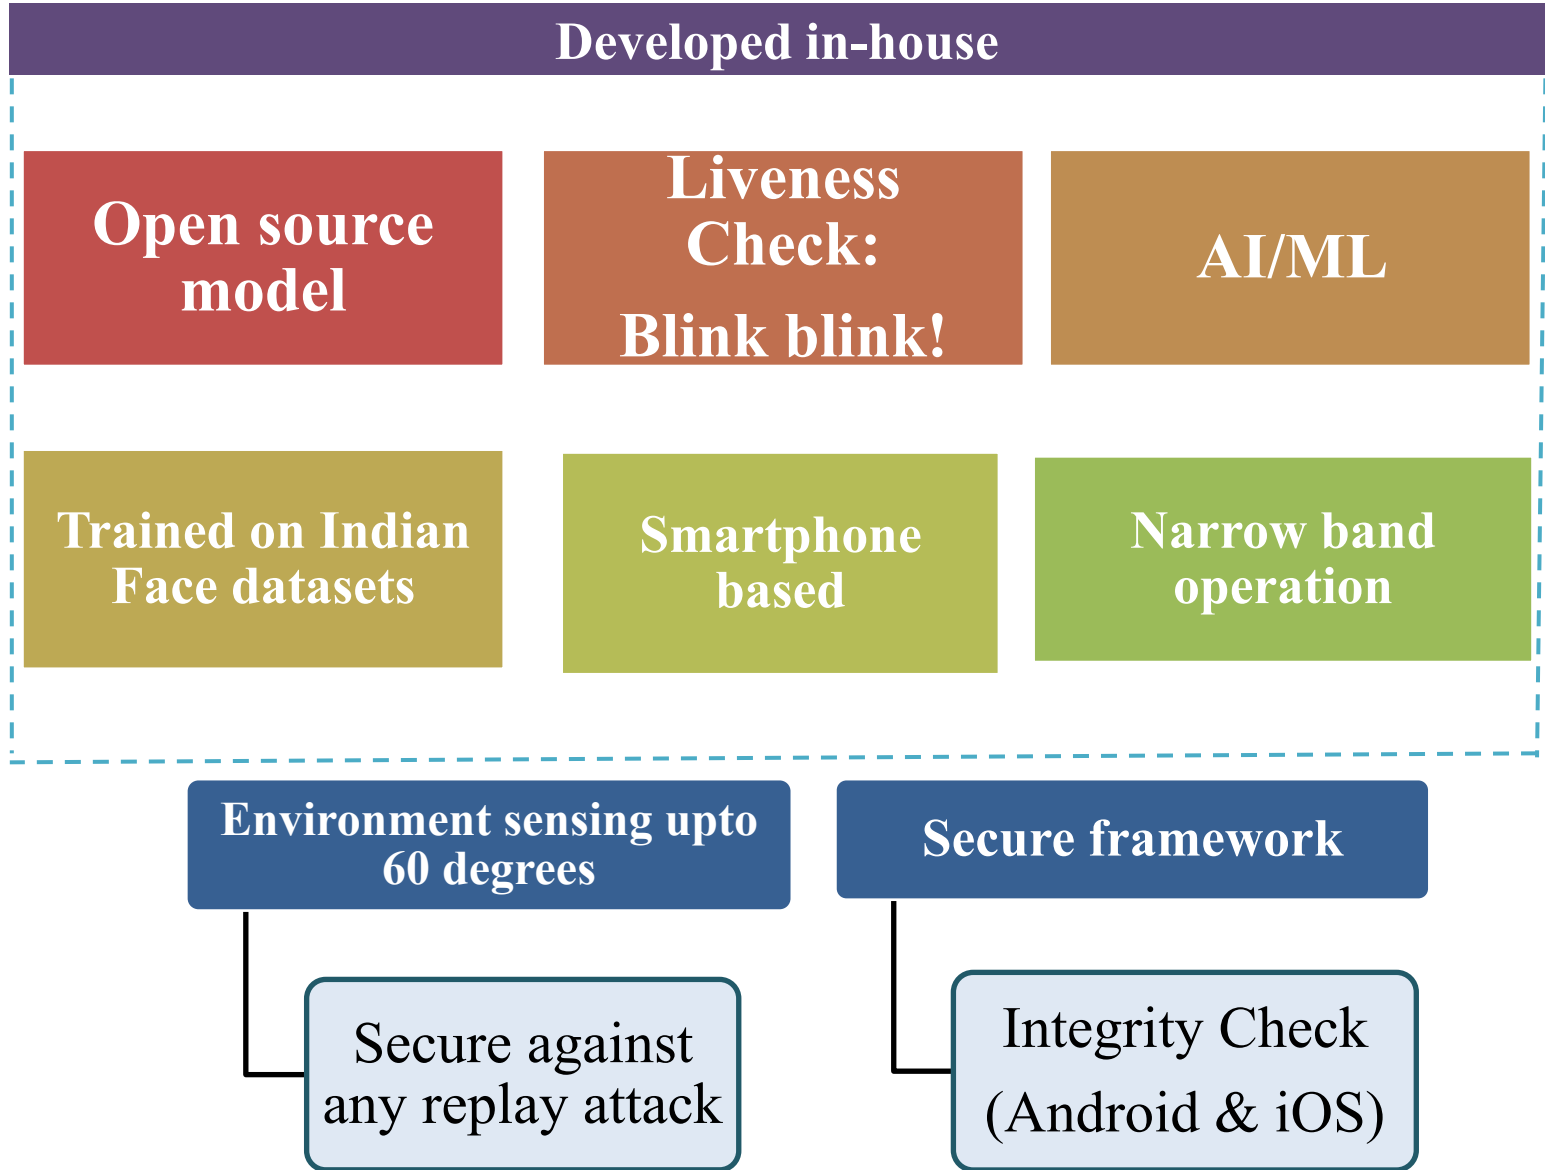 Developed in-house
Open source
model
Liveness
Check:
Blink blink!
AI/ML
Trained on Indian
Face datasets
Smartphone
based
Narrow band
operation
Environment sensing upto
60 degrees
Secure framework
Secure against
any replay attack
Integrity Check
(Android & iOS)